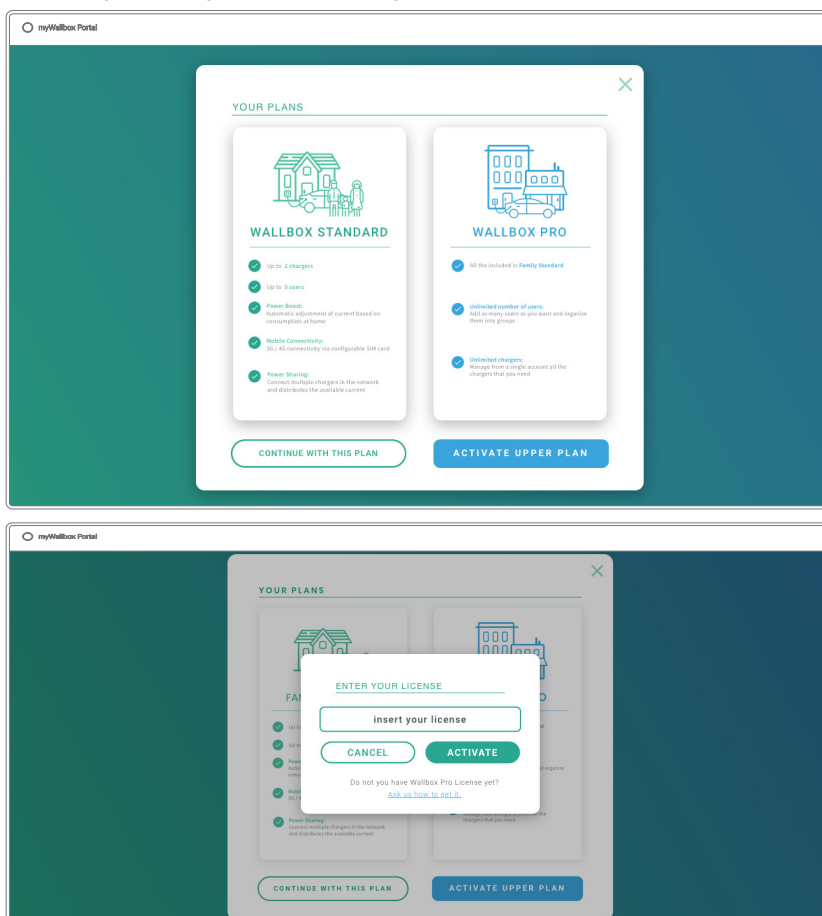 myWallbox Portal
YOUR PLANS
WALLBOX STANDARD
Up to 2 chargers
Up to 5 users
Power Boost:
Automatic adjustment of current based on
consumption at home
Mobile Connectivity:
3G / 4G connectivity via configurable SIM card
Power Sharing:
Connect multiple chargers in the network
and distributes the available current
CONTINUE WITH THIS PLAN
WALLBOX PRO
All the included in Family Standard
Unlimited number of users:
Add as many users as you want and organize
them into groups
Unlimited chargers:
Manage from a single account all the
chargers that you need
ACTIVATE UPPER PLAN
myWallbox Portal
YOUR PLANS
ENTER YOUR LICENSE
insert your license
CANCEL
ACTIVATE
Do not you have Wallbox Pro License yet?
Ask us how to get it.
organize
chargers that you need
Power Sharing:
Connect multiple chargers in the network
and distributes the available current
CONTINUE WITH THIS PLAN
ACTIVATE UPPER PLAN